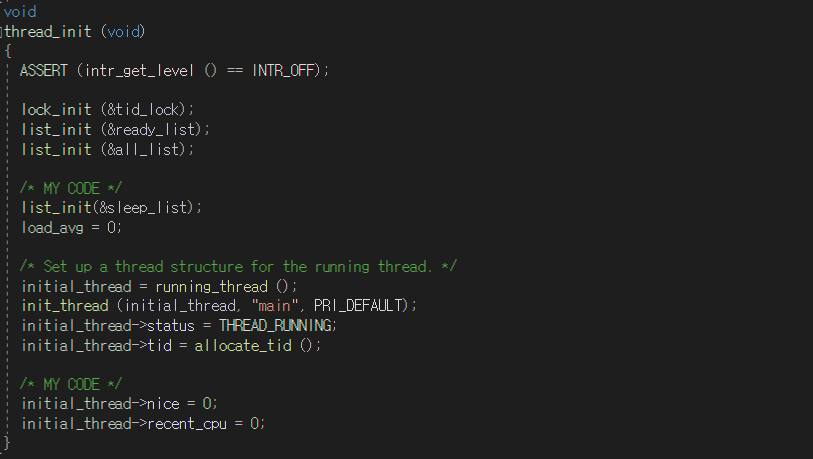 void
thread_init (void)
{
ASSERT (intr_get_level () == INTR_OFF);
lock_init (&tid_lock);
list_init (&ready_list);
list_init (&all_list);
/* MY CODE */
list_init(&sleep_list);
load_avg = 0;
/* Set up a thread structure for the running thread. */
initial_thread = running_thread ();
init_thread (initial_thread, "main", PRI_DEFAULT);
initial_thread->status = THREAD_RUNNING;
initial_thread->tid = allocate_tid ();
/* MY CODE */
initial_thread->nice = 0;
initial_thread->recent_cpu = 0;
}